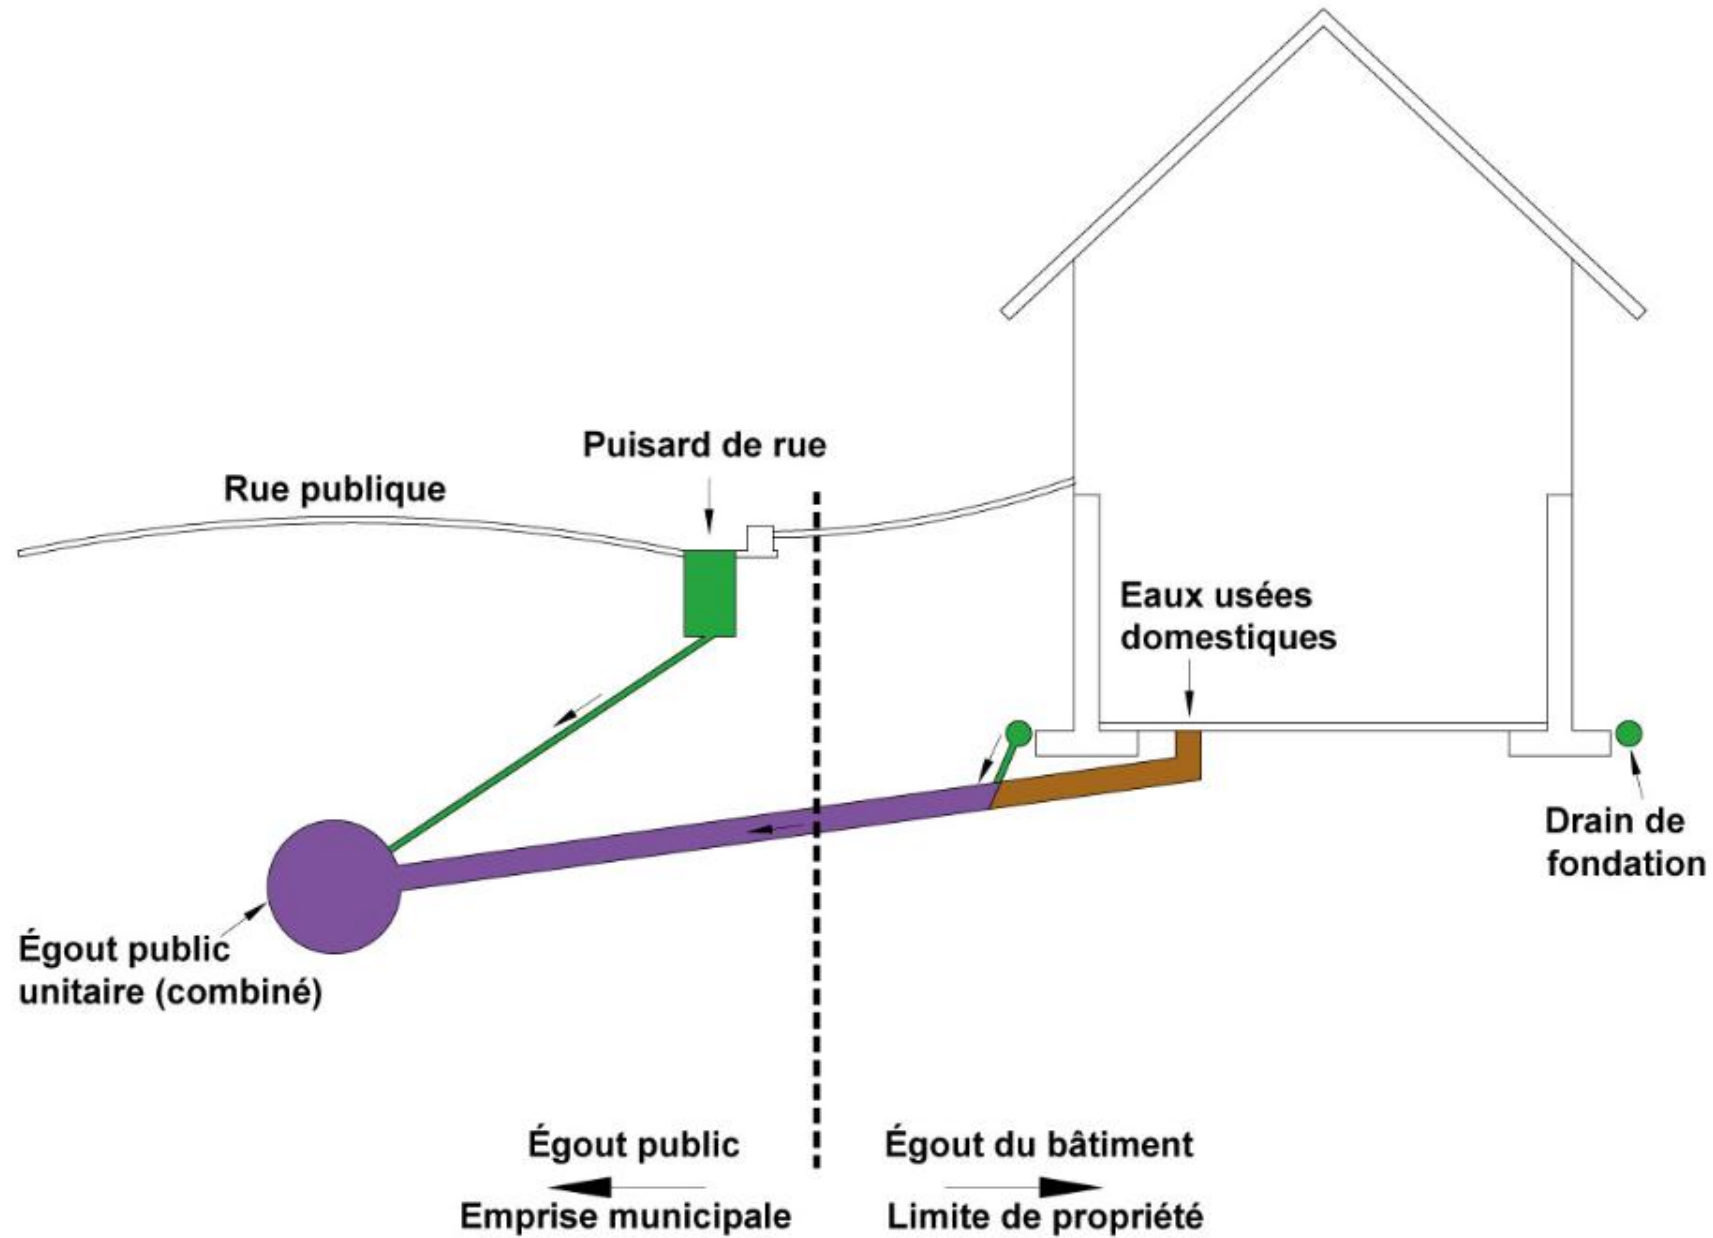 Puisard de rue
Rue publique
Eaux usées
domestiques
Drain de
fondation
Égout public
unitaire (combiné)
Égout public
Emprise municipale
Égout du bâtiment
Limite de propriété